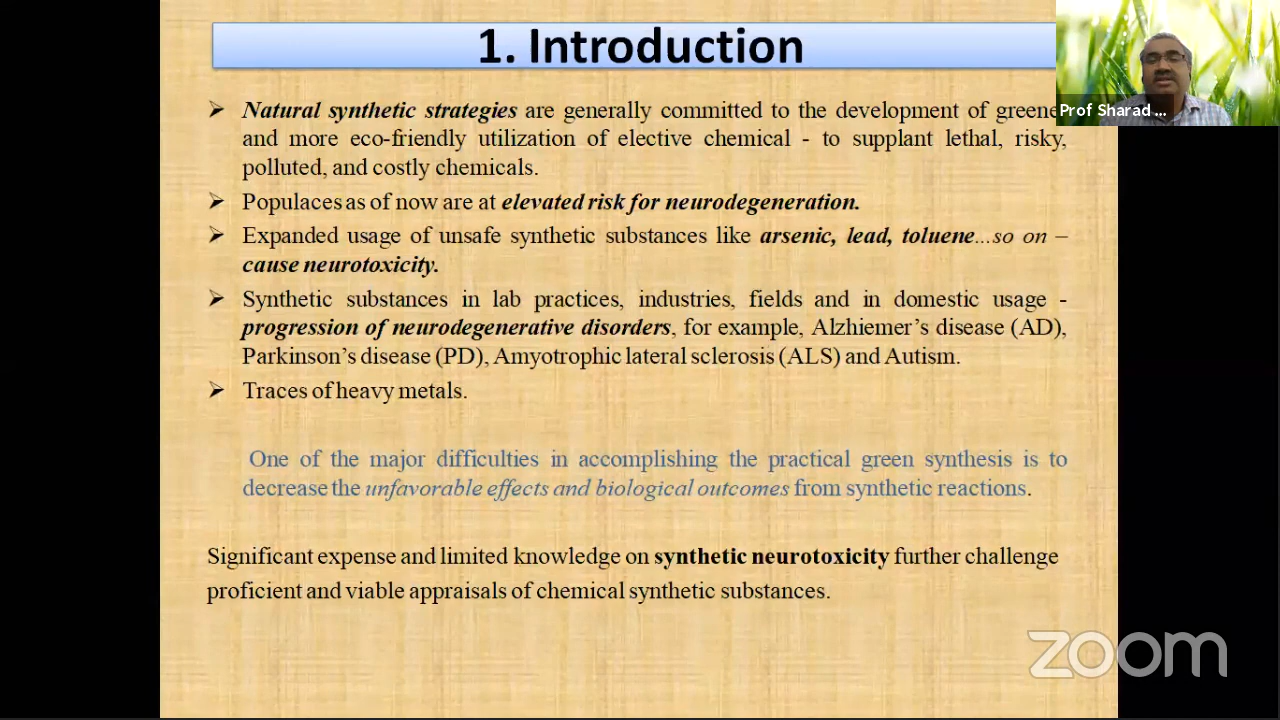 1. Introduction
Prof Sharad ...
➢ Natural synthetic strategies are generally committed to the development of greene
and more eco-friendly utilization of elective chemical - to supplant lethal, risky,
polluted, and costly chemicals.
➢ Populaces as of now are at elevated risk for neurodegeneration.
➢ Expanded usage of unsafe synthetic substances like arsenic, lead, toluene...so on –
cause neurotoxicity.
➢ Synthetic substances in lab practices, industries, fields and in domestic usage -
progression of neurodegenerative disorders, for example, Alzhiemer’s disease (AD),
Parkinson’s disease (PD), Amyotrophic lateral sclerosis (ALS) and Autism.
➢ Traces of heavy metals.
One of the major difficulties in accomplishing the practical green synthesis is to
decrease the unfavorable effects and biological outcomes from synthetic reactions.
Significant expense and limited knowledge on synthetic neurotoxicity further challenge
proficient and viable appraisals of chemical synthetic substances.
zoom